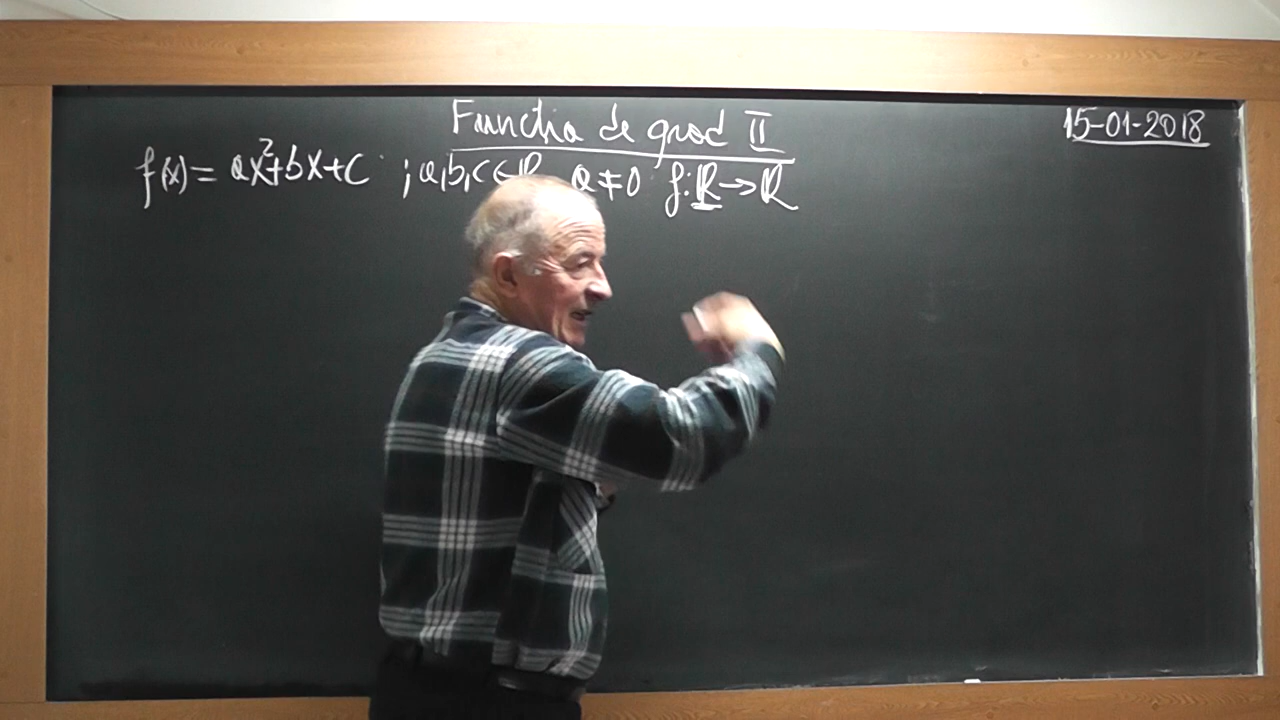 Functia de grad II
15-01-2018
f(x) = ax²+bx+c ; a,b,c ∈ ℝ a ≠ 0 f: ℝ → ℝ